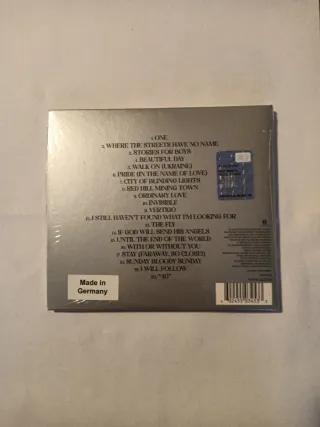 1. ONE
2. WHERE THE STREETS HAVE NO NAME
3. STORIES FOR BOYS
4. BEAUTIFUL DAY
5. WALK ON (UKRAINE)
6. PRIDE (IN THE NAME OF LOVE)
7. CITY OF BLINDING LIGHTS
8. RED HILL MINING TOWN
9. ORDINARY LOVE
10. INVISIBLE
11. VERTIGO
12. I STILL HAVEN'T FOUND WHAT I'M LOOKING FOR
13. THE FLY
14. IF GOD WILL SEND HIS ANGELS
15. UNTIL THE END OF THE WORLD
16. WITH OR WITHOUT YOU
17. STAY (FARAWAY, SO CLOSE!)
18. SUNDAY BLOODY SUNDAY
19. I WILL FOLLOW
20. "40"
Made in
Germany